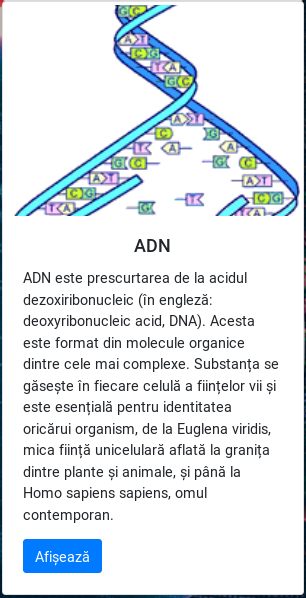 G C
A T
C G
T A
G C
A T
C
G
T
A
G C
G
C
A T
A T
C G
C G
T A
G
T
T A
ADN
ADN este prescurtarea de la acidul
dezoxiribonucleic (în engleză:
deoxyribonucleic acid, DNA). Acesta
este format din molecule organice
dintre cele mai complexe. Substanța se
găsește în fiecare celulă a ființelor vii și
este esențială pentru identitatea
oricărui organism, de la Euglena viridis,
mica ființă unicelulară aflată la granița
dintre plante și animale, și până la
Homo sapiens sapiens, omul
contemporan.
Afișează